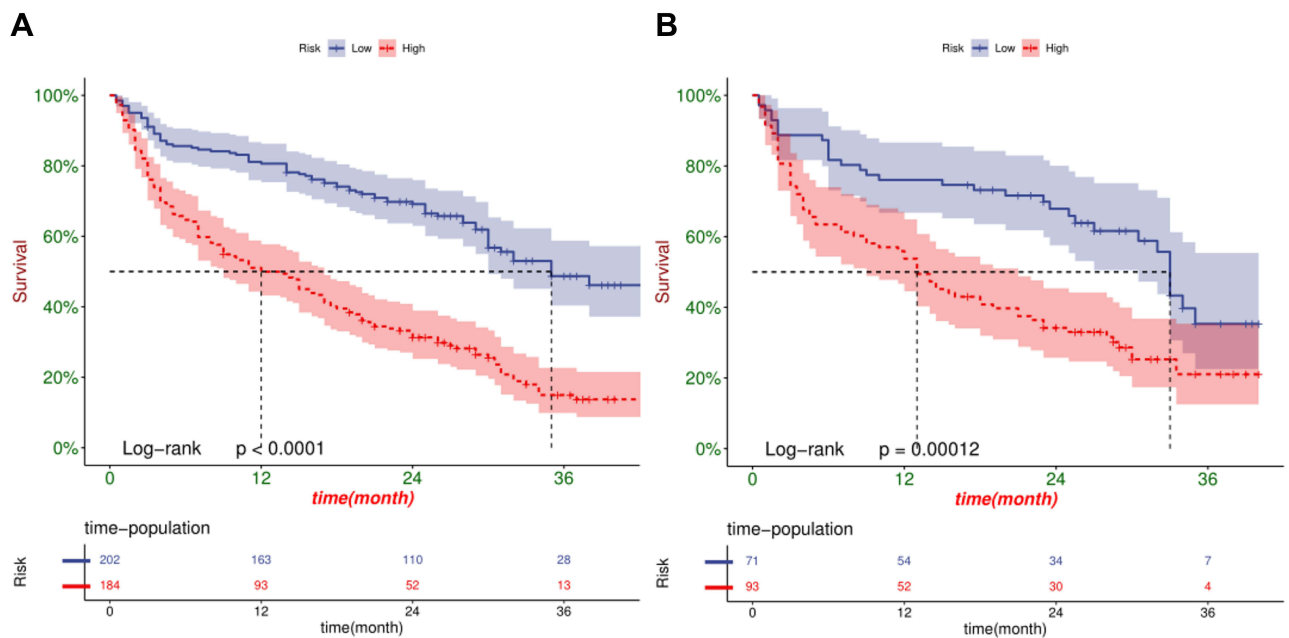 A
Risk Low High
100%
80%
60%
40%
20%
0%
Survival
Log−rank p < 0.0001
0 12 24 36
time(month)
time−population
Risk
202 163 110 28
184 93 52 13
0 12 24 36
time(month)
B
Risk Low High
100%
80%
60%
40%
20%
0%
Survival
Log−rank p = 0.00012
0 12 24 36
time(month)
time−population
Risk
71 54 34 7
93 52 30 4
0 12 24 36
time(month)